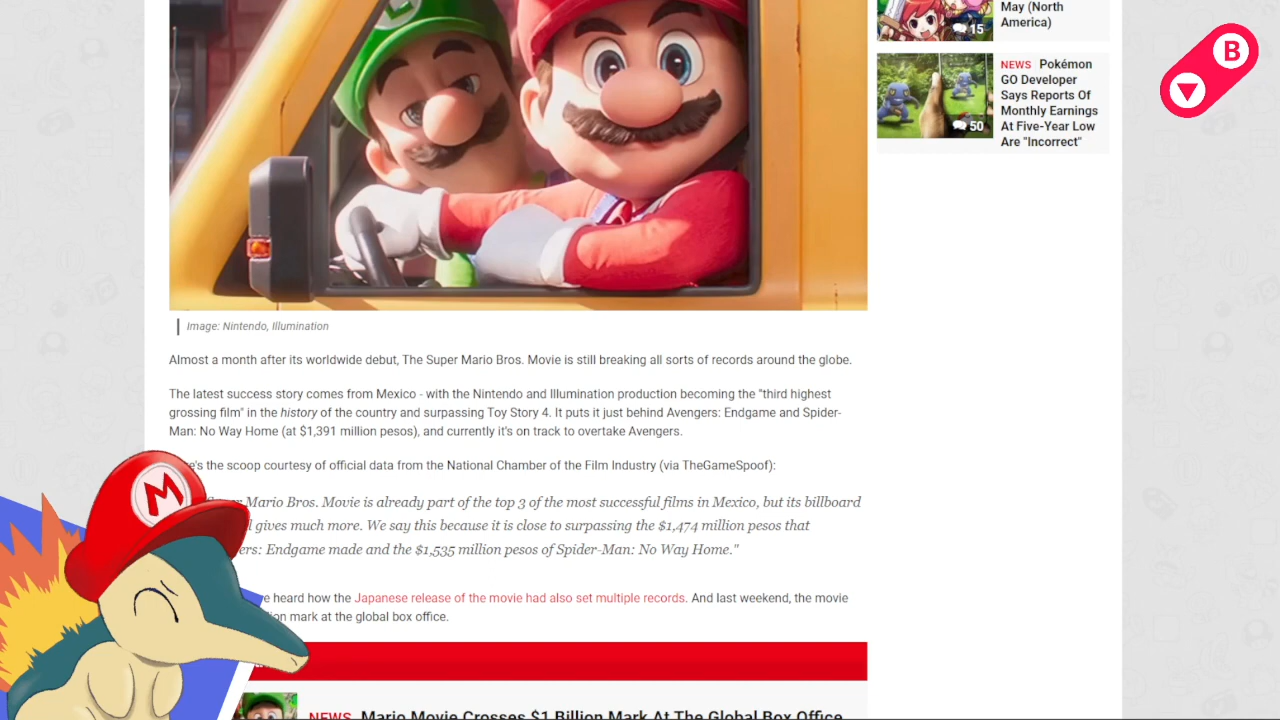 May (North
America)
15
NEWS Pokémon
GO Developer
Says Reports Of
Monthly Earnings
At Five-Year Low
Are "Incorrect"
50
B
Image: Nintendo, Illumination
Almost a month after its worldwide debut, The Super Mario Bros. Movie is still breaking all sorts of records around the globe.
The latest success story comes from Mexico - with the Nintendo and Illumination production becoming the "third highest
grossing film" in the history of the country and surpassing Toy Story 4. It puts it just behind Avengers: Endgame and Spider-
Man: No Way Home (at $1,391 million pesos), and currently it's on track to overtake Avengers.
the scoop courtesy of official data from the National Chamber of the Film Industry (via TheGameSpoof):
Mario Bros. Movie is already part of the top 3 of the most successful films in Mexico, but its billboard
gives much more. We say this because it is close to surpassing the $1,474 million pesos that
Endgame made and the $1,535 million pesos of Spider-Man: No Way Home."
heard how the Japanese release of the movie had also set multiple records. And last weekend, the movie
mark at the global box office.
M
NEWS Mario Movie Crosses $1 Billion Mark At The Global Box Office